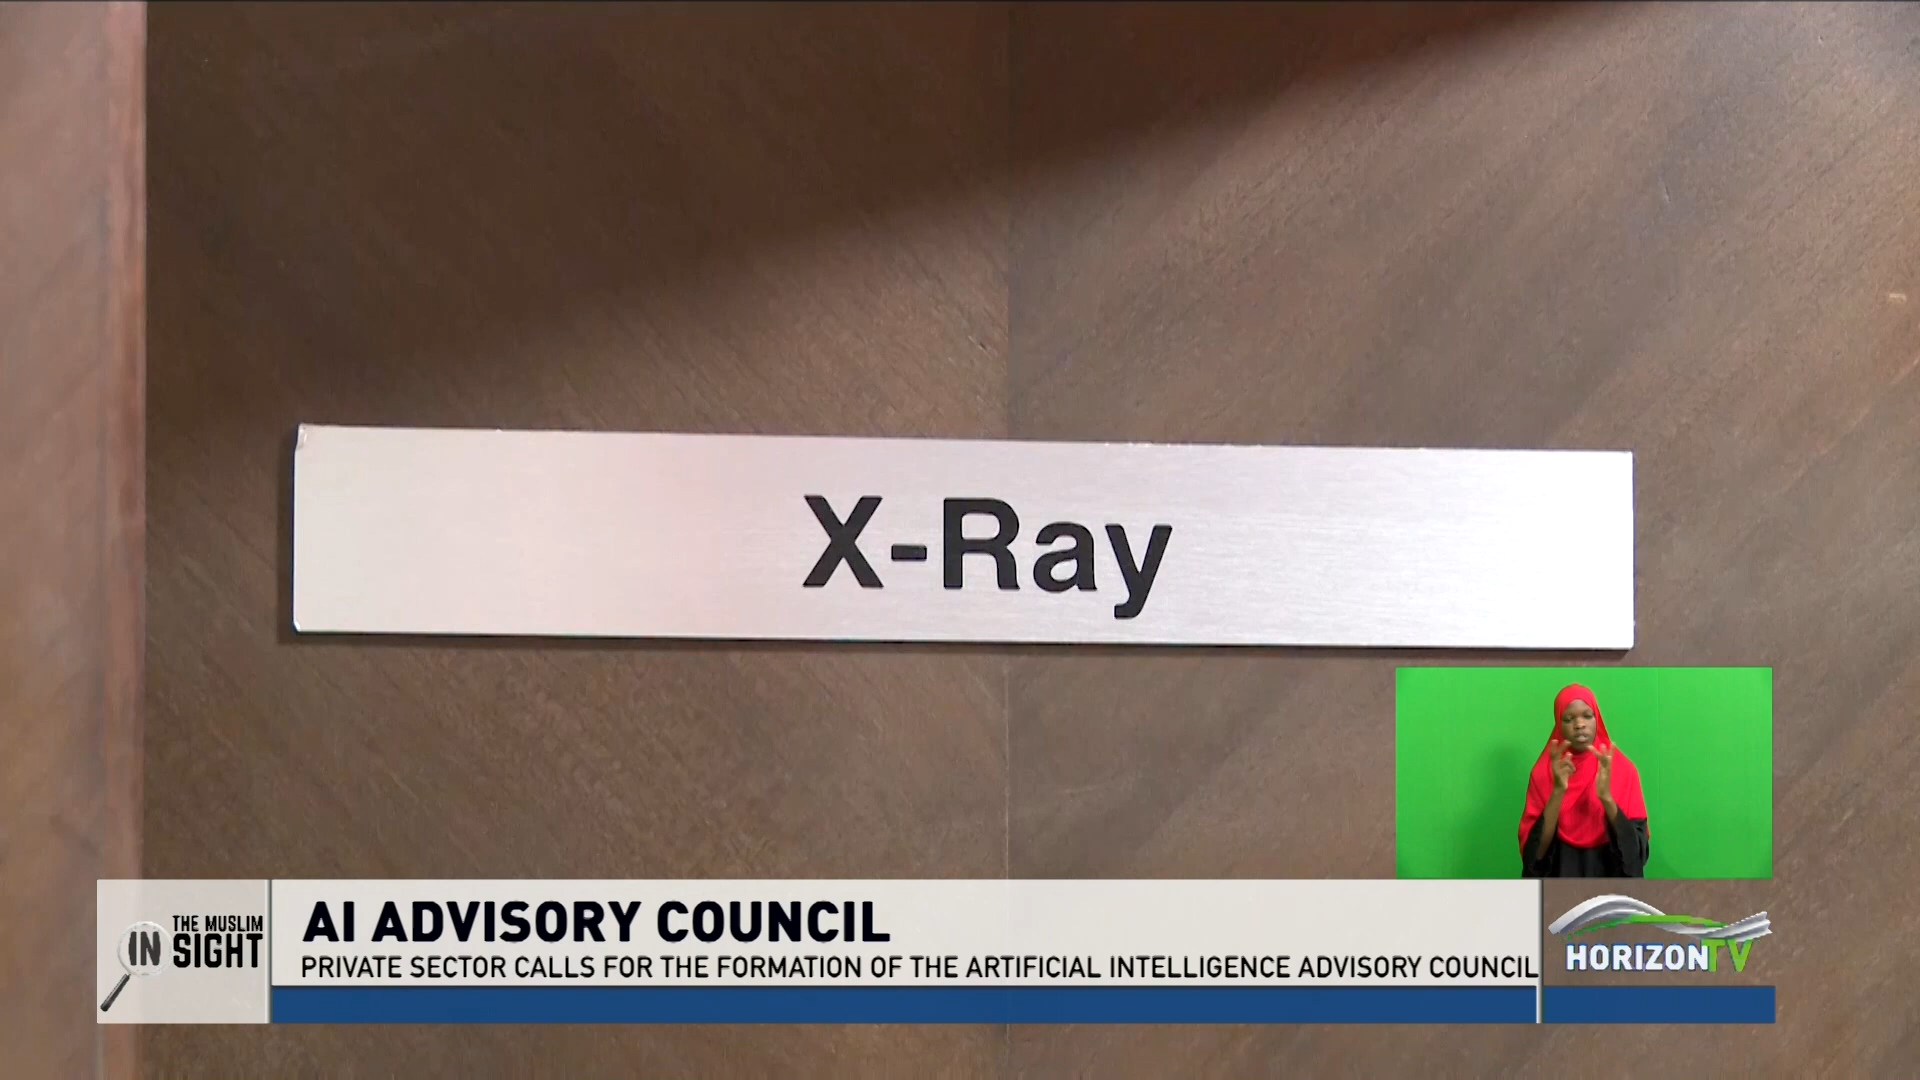 X-Ray
THE MUSLIM
IN SIGHT
AI ADVISORY COUNCIL
PRIVATE SECTOR CALLS FOR THE FORMATION OF THE ARTIFICIAL INTELLIGENCE ADVISORY COUNCIL
HORIZON TV